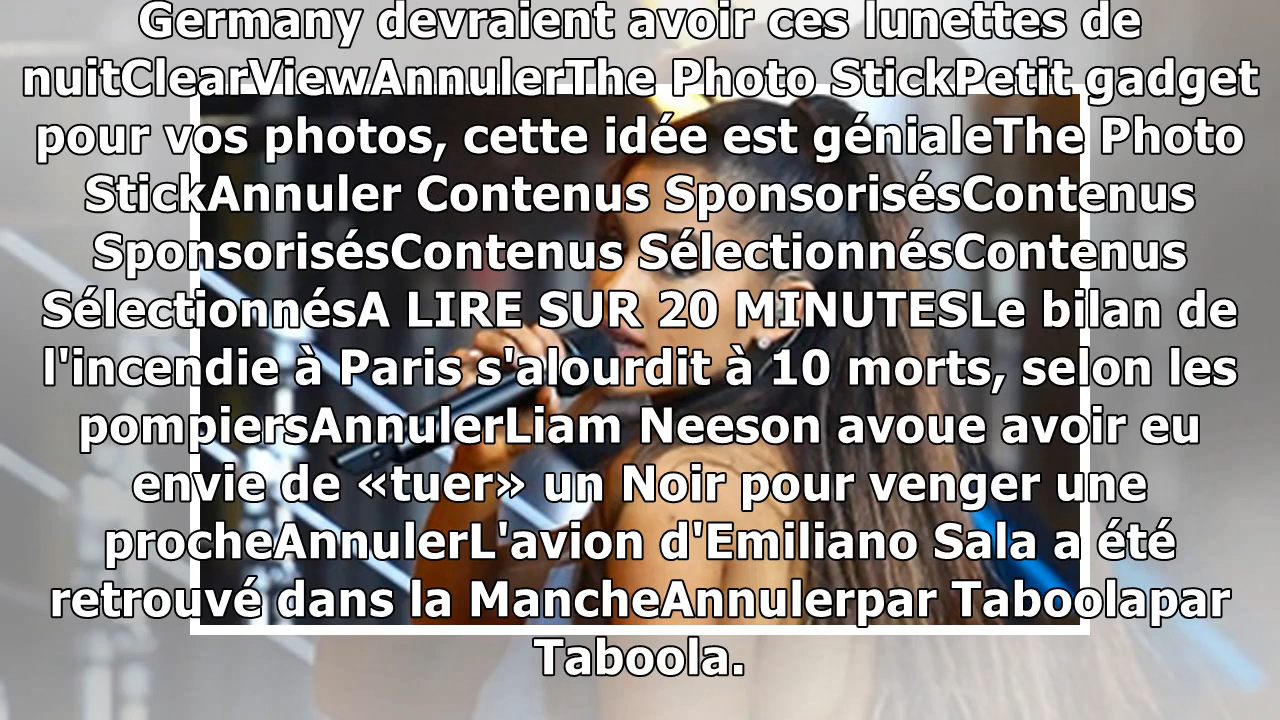 Germany devraient avoir ces lunettes de
nuitClearViewAnnulerThe Photo StickPetit gadget
pour vos photos, cette idée est génialeThe Photo
StickAnnuler Contenus SponsorisésContenus
SponsorisésContenus SélectionnésContenus
SélectionnésA LIRE SUR 20 MINUTESLe bilan de
l'incendie à Paris s'alourdit à 10 morts, selon les
pompiersAnnulerLiam Neeson avoue avoir eu
envie de «tuer» un Noir pour venger une
procheAnnulerL'avion d'Emiliano Sala a été
retrouvé dans la MancheAnnulerpar Taboolapar
Taboola.